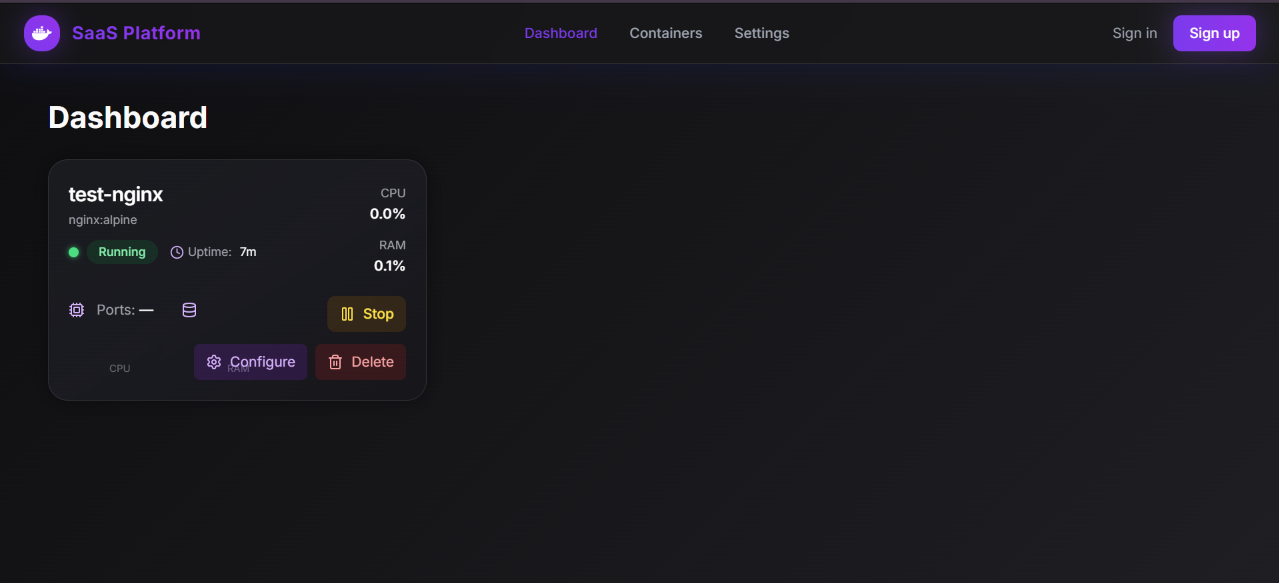 SaaS Platform
Dashboard
Containers
Settings
Sign in
Sign up
Dashboard
test-nginx
nginx:alpine
CPU
0.0%
Running
Uptime: 7m
RAM
0.1%
Ports: —
Stop
Configure
Delete
CPU
RAM